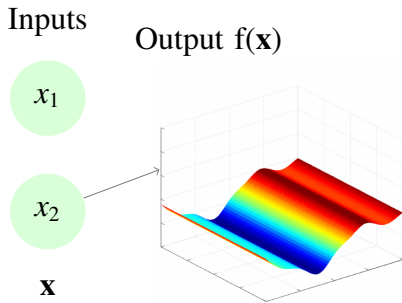 Inputs
Output f(x)
x₁
x₂
x